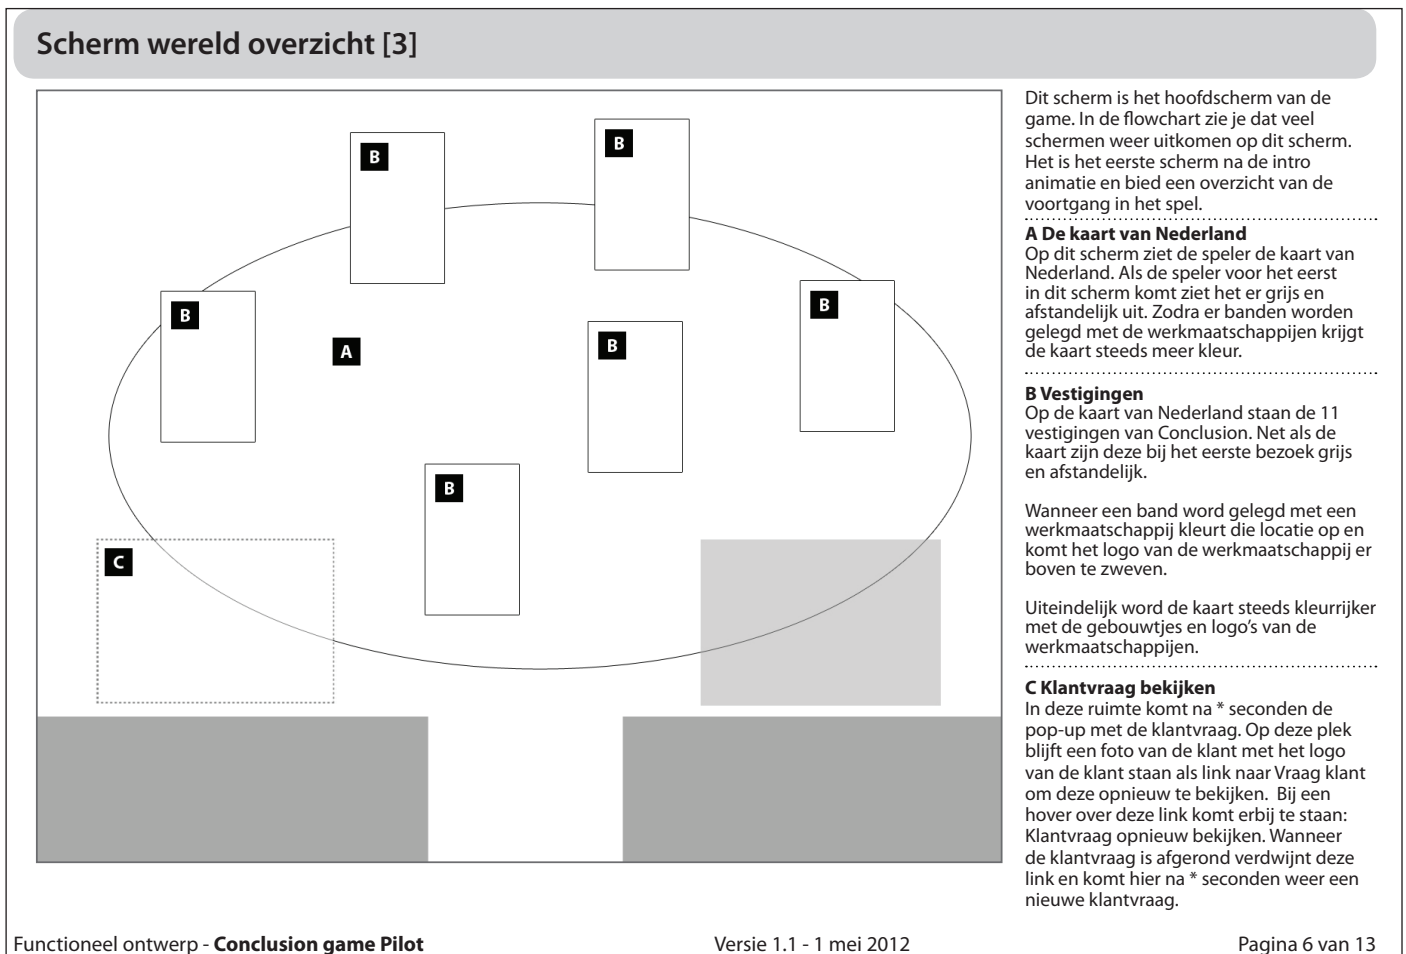 Scherm wereld overzicht [3]
B
B
B
B
B
A
B
C
Dit scherm is het hoofdscherm van de
game. In de flowchart zie je dat veel
schermen weer uitkomen op dit scherm.
Het is het eerste scherm na de intro
animatie en bied een overzicht van de
voortgang in het spel.
A De kaart van Nederland
Op dit scherm ziet de speler de kaart van
Nederland. Als de speler voor het eerst
in dit scherm komt ziet het er grijs en
afstandelijk uit. Zodra er banden worden
gelegd met de werkmaatschappijen krijgt
de kaart steeds meer kleur.
B Vestigingen
Op de kaart van Nederland staan de 11
vestigingen van Conclusion. Net als de
kaart zijn deze bij het eerste bezoek grijs
en afstandelijk.
Wanneer een band word gelegd met een
werkmaatschappij kleurt die locatie op en
komt het logo van de werkmaatschappij er
boven te zweven.
Uiteindelijk word de kaart steeds kleurrijker
met de gebouwtjes en logo's van de
werkmaatschappijen.
C Klantvraag bekijken
In deze ruimte komt na * seconden de
pop-up met de klantvraag. Op deze plek
blijft een foto van de klant met het logo
van de klant staan als link naar Vraag klant
om deze opnieuw te bekijken.  Bij een
hover over deze link komt erbij te staan:
Klantvraag opnieuw bekijken. Wanneer
de klantvraag is afgerond verdwijnt deze
link en komt hier na * seconden weer een
nieuwe klantvraag.
Functioneel ontwerp - Conclusion game Pilot
Versie 1.1 - 1 mei 2012
Pagina 6 van 13